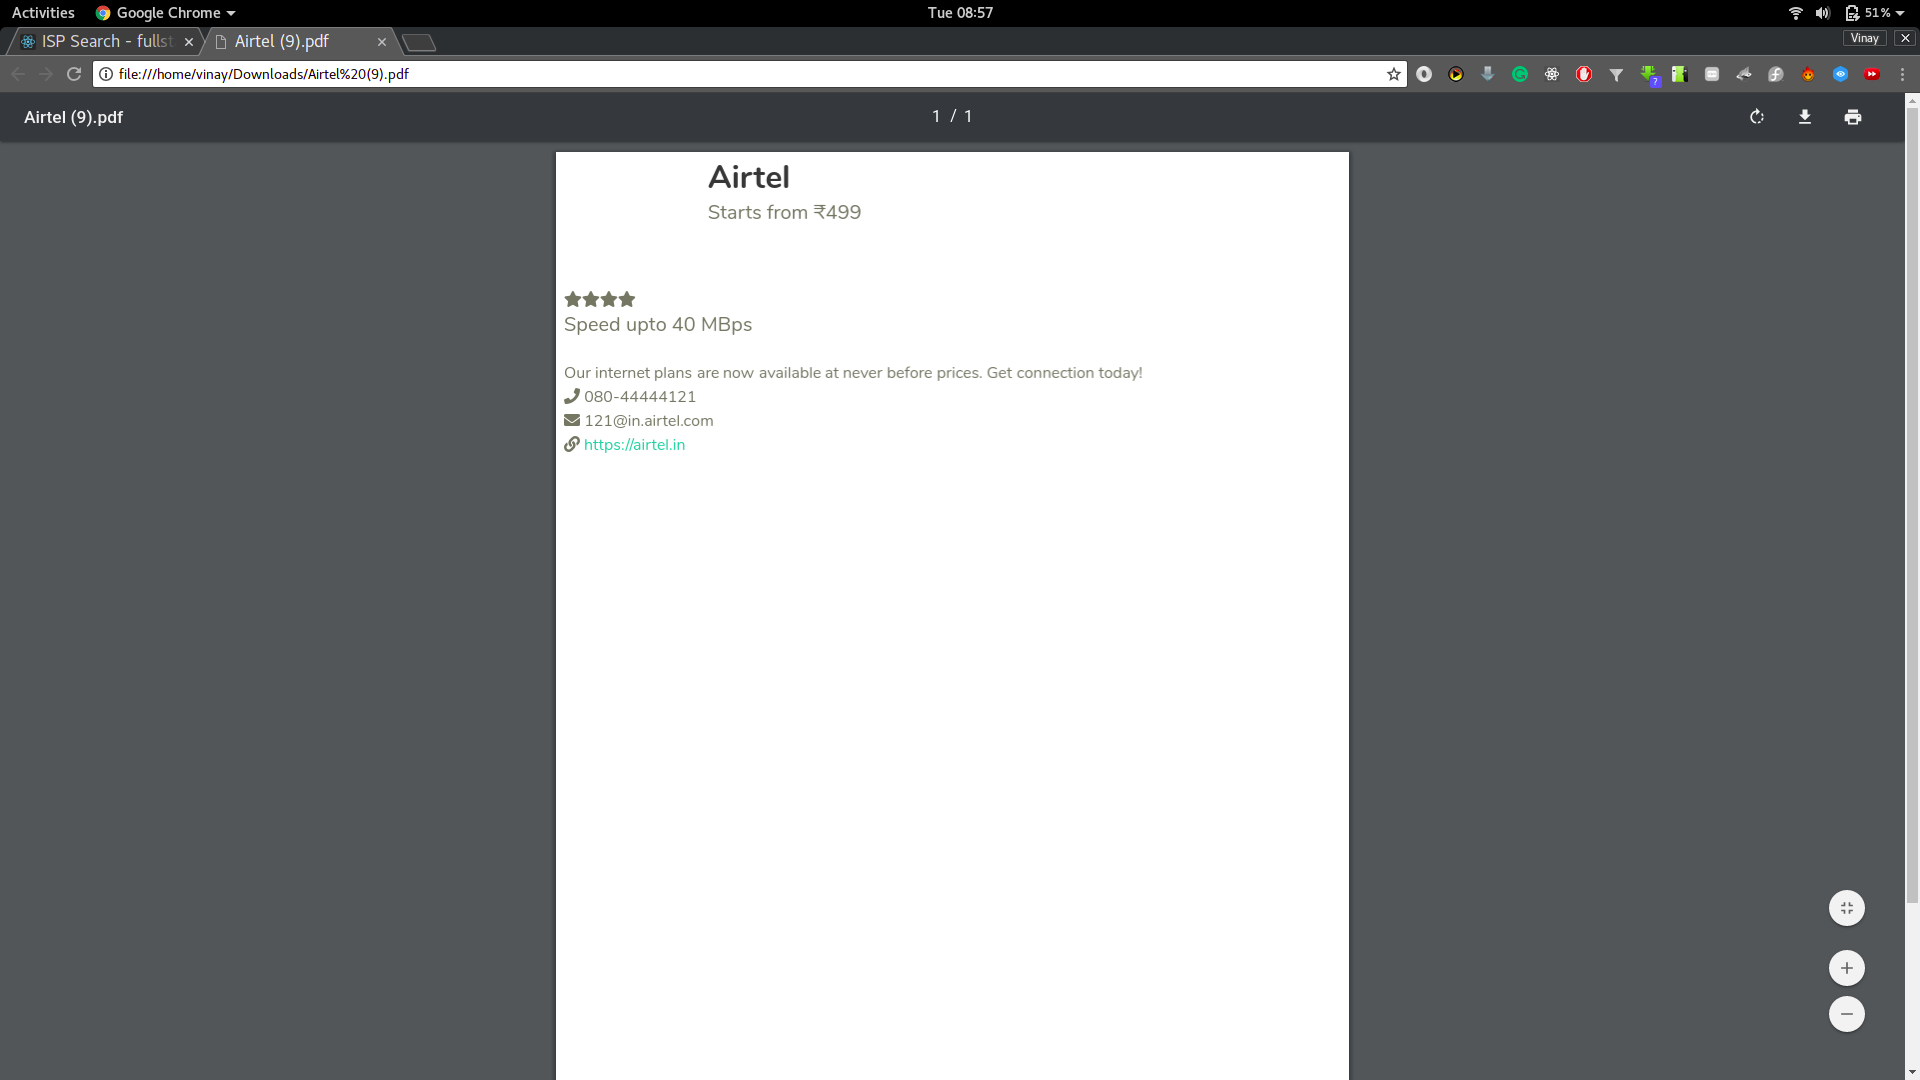 Activities Google Chrome Tue 08:57 51%
ISP Search - fullst Airtel (9).pdf Vinay
file:///home/vinay/Downloads/Airtel%20(9).pdf
Airtel (9).pdf 1 / 1
Airtel
Starts from ₹499
Speed upto 40 MBps
Our internet plans are now available at never before prices. Get connection today!
080-44444121
121@in.airtel.com
https://airtel.in